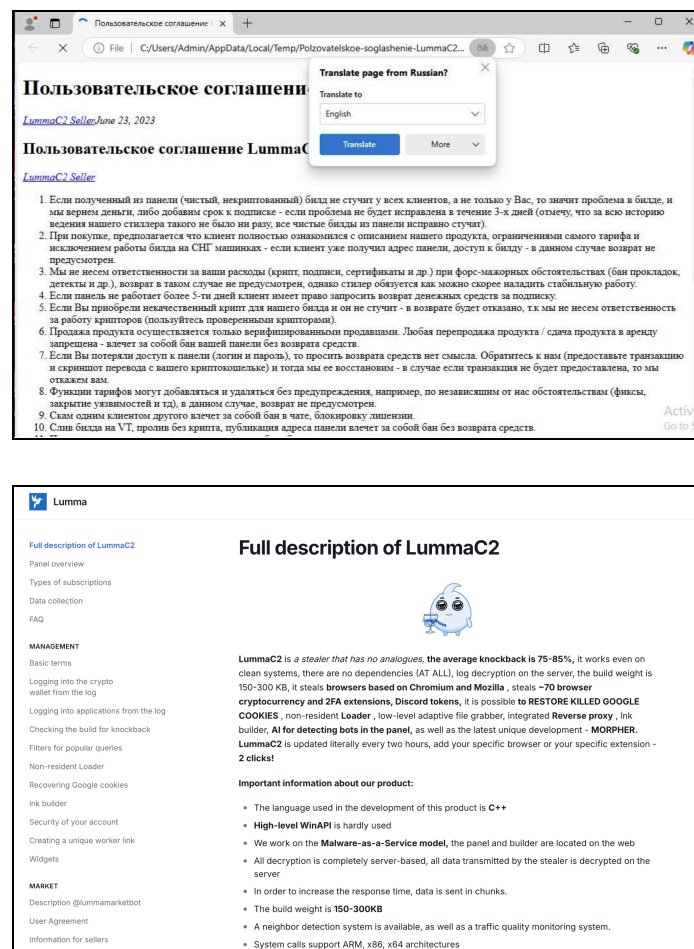 Пользовательское соглашение L
File
C:/Users/Admin/AppData/Local/Temp/Polzovatelskoe-soglashenie-LummaC2...
Translate page from Russian?
Translate to
English
Translate
More
Пользовательское соглашени
LummaC2 Seller June 23, 2023
Пользовательское соглашение LummaC
LummaC2 Seller
1. Если полученный из панели (чистый, некриптованный) билд не стучит у всех клиентов, а не только у Вас, то значит проблема в билде, и
мы вернем деньги, либо добавим срок к подписке - если проблема не будет исправлена в течение 3-х дней (отмечу, что за всю историю
ведения нашего стиллера такого не было ни разу, все чистые билды из панели исправно стучат).
2. При покупке, предполагается что клиент полностью ознакомился с описанием нашего продукта, ограничениями самого тарифа и
исключением работы билда на СНГ машинках - если клиент уже получил адрес панели, доступ к билду - в данном случае возврат не
предусмотрен.
3. Мы не несем ответственности за ваши расходы (крипт, подписи, сертификаты и др.) при форс-мажорных обстоятельствах (бан прокладок,
детекты и др.), возврат в таком случае не предусмотрен, однако стилер обязуется как можно скорее наладить стабильную работу.
4. Если панель не работает более 5-ти дней клиент имеет право запросить возврат денежных средств за подписку.
5. Если Вы приобрели некачественный крипт для нашего билда и он не стучит - в возврате будет отказано, т.к мы не несем ответственность
за работу крипторов (пользуйтесь проверенными крипторами).
6. Продажа продукта осуществляется только верифицированными продавцами. Любая перепродажа продукта / сдача продукта в аренду
запрещена - влечет за собой бан вашей панели без возврата средств.
7. Если Вы потеряли доступ к панели (логин и пароль), то просить возврата средств нет смысла. Обратитесь к нам (предоставьте транзакцию
и скриншот перевода с вашего криптокошельке) и тогда мы ее восстановим - в случае если транзакция не будет предоставлена, то мы
откажем вам.
8. Функции тарифов могут добавляться и удаляться без предупреждения, например, по независящим от нас обстоятельствам (фиксы,
закрытие уязвимостей и тд), в данном случае, возврат не предусмотрен.
9. Скам одним клиентом другого влечет за собой бан в чате, блокировку лицензии.
10. Слив билда на VT, пролив без крипта, публикация адреса панели влечет за собой бан без возврата средств.
Activ
Go to S
Lumma
Full description of LummaC2
Panel overview
Types of subscriptions
Data collection
FAQ
MANAGEMENT
Basic terms
Logging into the crypto
wallet from the log
Logging into applications from the log
Checking the build for knockback
Filters for popular queries
Non-resident Loader
Recovering Google cookies
Ink builder
Security of your account
Creating a unique worker link
Widgets
MARKET
Description @lummamarketbot
User Agreement
Information for sellers
Full description of LummaC2
LummaC2 is a stealer that has no analogues, the average knockback is 75-85%, it works even on
clean systems, there are no dependencies (AT ALL), log decryption on the server, the build weight is
150-300 KB, it steals browsers based on Chromium and Mozilla , steals ~70 browser
cryptocurrency and 2FA extensions, Discord tokens, it is possible to RESTORE KILLED GOOGLE
COOKIES , non-resident Loader , low-level adaptive file grabber, integrated Reverse proxy , Ink
builder, AI for detecting bots in the panel, as well as the latest unique development - MORPHER.
LummaC2 is updated literally every two hours, add your specific browser or your specific extension -
2 clicks!
Important information about our product:
The language used in the development of this product is C++
High-level WinAPI is hardly used
We work on the Malware-as-a-Service model, the panel and builder are located on the web
All decryption is completely server-based, all data transmitted by the stealer is decrypted on the
server
In order to increase the response time, data is sent in chunks.
The build weight is 150-300KB
A neighbor detection system is available, as well as a traffic quality monitoring system.
System calls support ARM, x86, x64 architectures